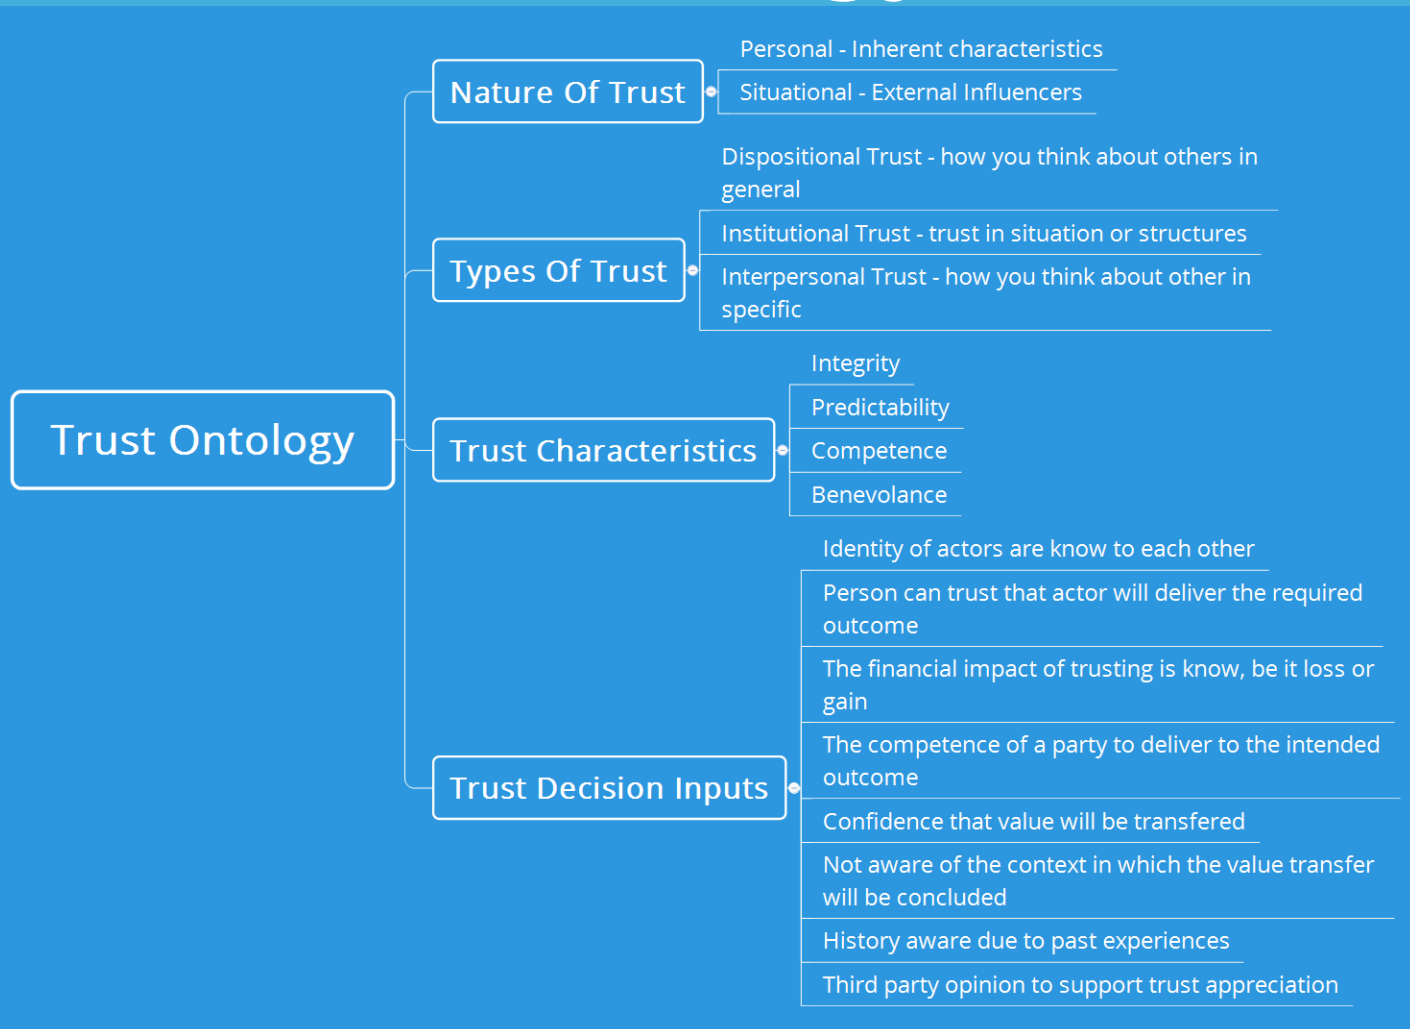 Trust Ontology
Nature Of Trust
Personal - Inherent characteristics
Situational - External Influencers
Types Of Trust
Dispositional Trust - how you think about others in
general
Institutional Trust - trust in situation or structures
Interpersonal Trust - how you think about other in
specific
Trust Characteristics
Integrity
Predictability
Competence
Benevolance
Trust Decision Inputs
Identity of actors are know to each other
Person can trust that actor will deliver the required
outcome
The financial impact of trusting is know, be it loss or
gain
The competence of a party to deliver to the intended
outcome
Confidence that value will be transfered
Not aware of the context in which the value transfer
will be concluded
History aware due to past experiences
Third party opinion to support trust appreciation